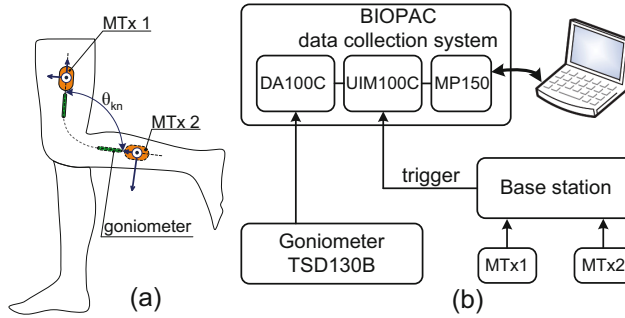 MTx 1
θkn
MTx 2
goniometer
(a)
BIOPAC
data collection system
DA100C
UIM100C
MP150
trigger
Base station
Goniometer
TSD130B
MTx1
MTx2
(b)